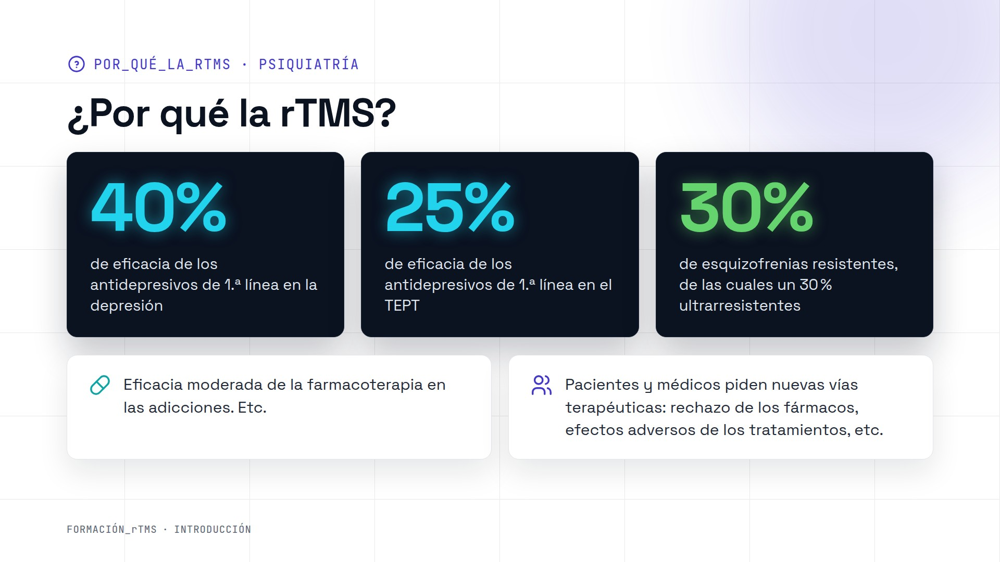 POR_QUÉ_LA_RTMS · PSIQUIATRÍA
¿Por qué la rTMS?
40%
de eficacia de los
antidepresivos de 1.ª línea en la
depresión
25%
de eficacia de los
antidepresivos de 1.ª línea en el
TEPT
30%
de esquizofrenias resistentes,
de las cuales un 30 %
ultrarresistentes
Eficacia moderada de la farmacoterapia en
las adicciones. Etc.
Pacientes y médicos piden nuevas vías
terapéuticas: rechazo de los fármacos,
efectos adversos de los tratamientos, etc.
FORMACIÓN_rTMS · INTRODUCCIÓN